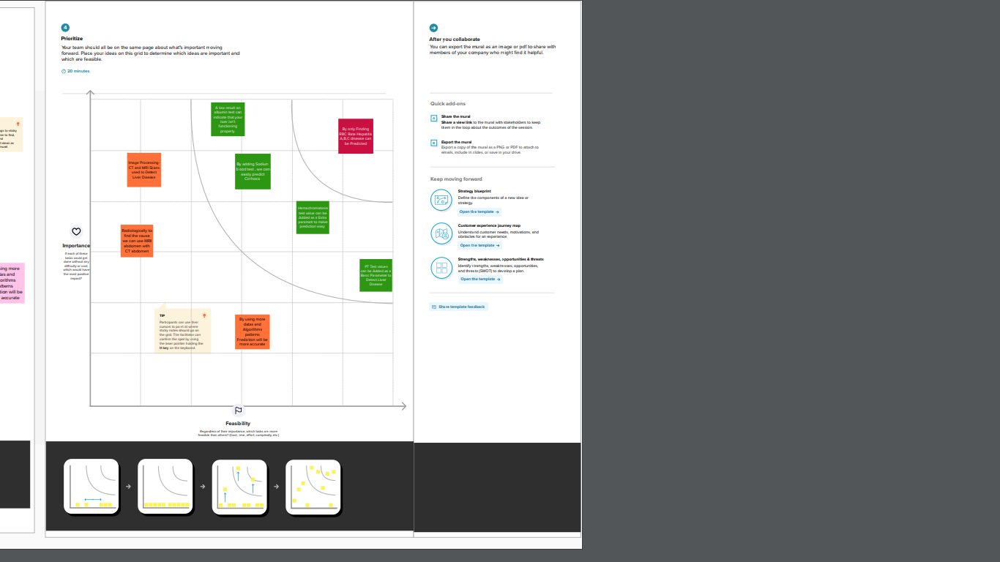 gs to sticky
er to find,
nd
t ideas as
mural.
sing more
as and
orithms
tterns
tion will be
accurate
4
Prioritize
Your team should all be on the same page about what's important moving
forward. Place your ideas on this grid to determine which ideas are important and
which are feasible.
20 minutes
A low result on
albumin test can
indicate that your
liver isn't
functioning
properly.
By only Finding
RBC Rate Hepatitis
A,B,C disease can
be Predicted
Image Processing-
CT and MRI Scans
used to Detect
Liver Disease
By adding Sodium
blood test , we can
easily predict
Cirrhosis
Hemochromatosis
test value can be
Added as a Extra
parameter to make
prediction easy
Radiologically to
find the cause
we can use MRI
abdomen with
CT abdomen
PT Test values
can be Added as a
Basic Parameter to
Detect Liver
Disease
Importance
If each of these
tasks could get
done without any
difficulty or cost,
which would have
the most positive
impact?
TIP
Participants can use their
cursors to point at where
sticky notes should go on
the grid. The facilitator can
confirm the spot by using
the laser pointer holding the
H key on the keyboard.
By using more
datas and
Algorithms
patterns
Prediction will be
more accurate
Feasibility
Regardless of their importance, which tasks are more
feasible than others? (Cost, time, effort, complexity, etc.)
After you collaborate
You can export the mural as an image or pdf to share with
members of your company who might find it helpful.
Quick add-ons
A
Share the mural
Share a view link to the mural with stakeholders to keep
them in the loop about the outcomes of the session.
B
Export the mural
Export a copy of the mural as a PNG or PDF to attach to
emails, include in slides, or save in your drive.
Keep moving forward
Strategy blueprint
Define the components of a new idea or
strategy.
Open the template →
Customer experience journey map
Understand customer needs, motivations, and
obstacles for an experience.
Open the template →
Strengths, weaknesses, opportunities & threats
Identify strengths, weaknesses, opportunities,
and threats (SWOT) to develop a plan.
Open the template →
Share template feedback